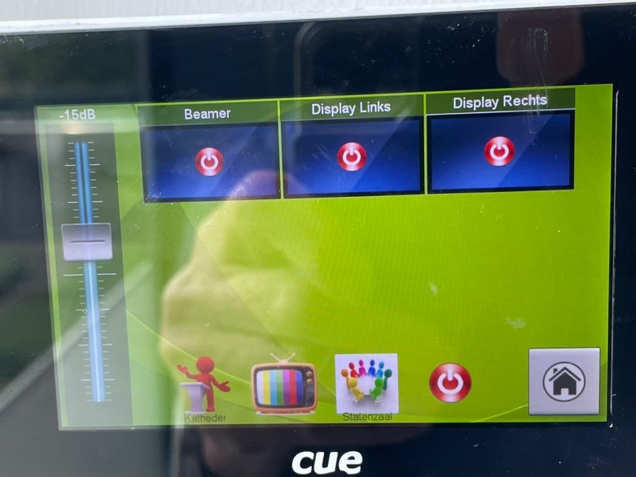 -15dB
Beamer
Display Links
Display Rechts
Katheder
Statenzaal
cue